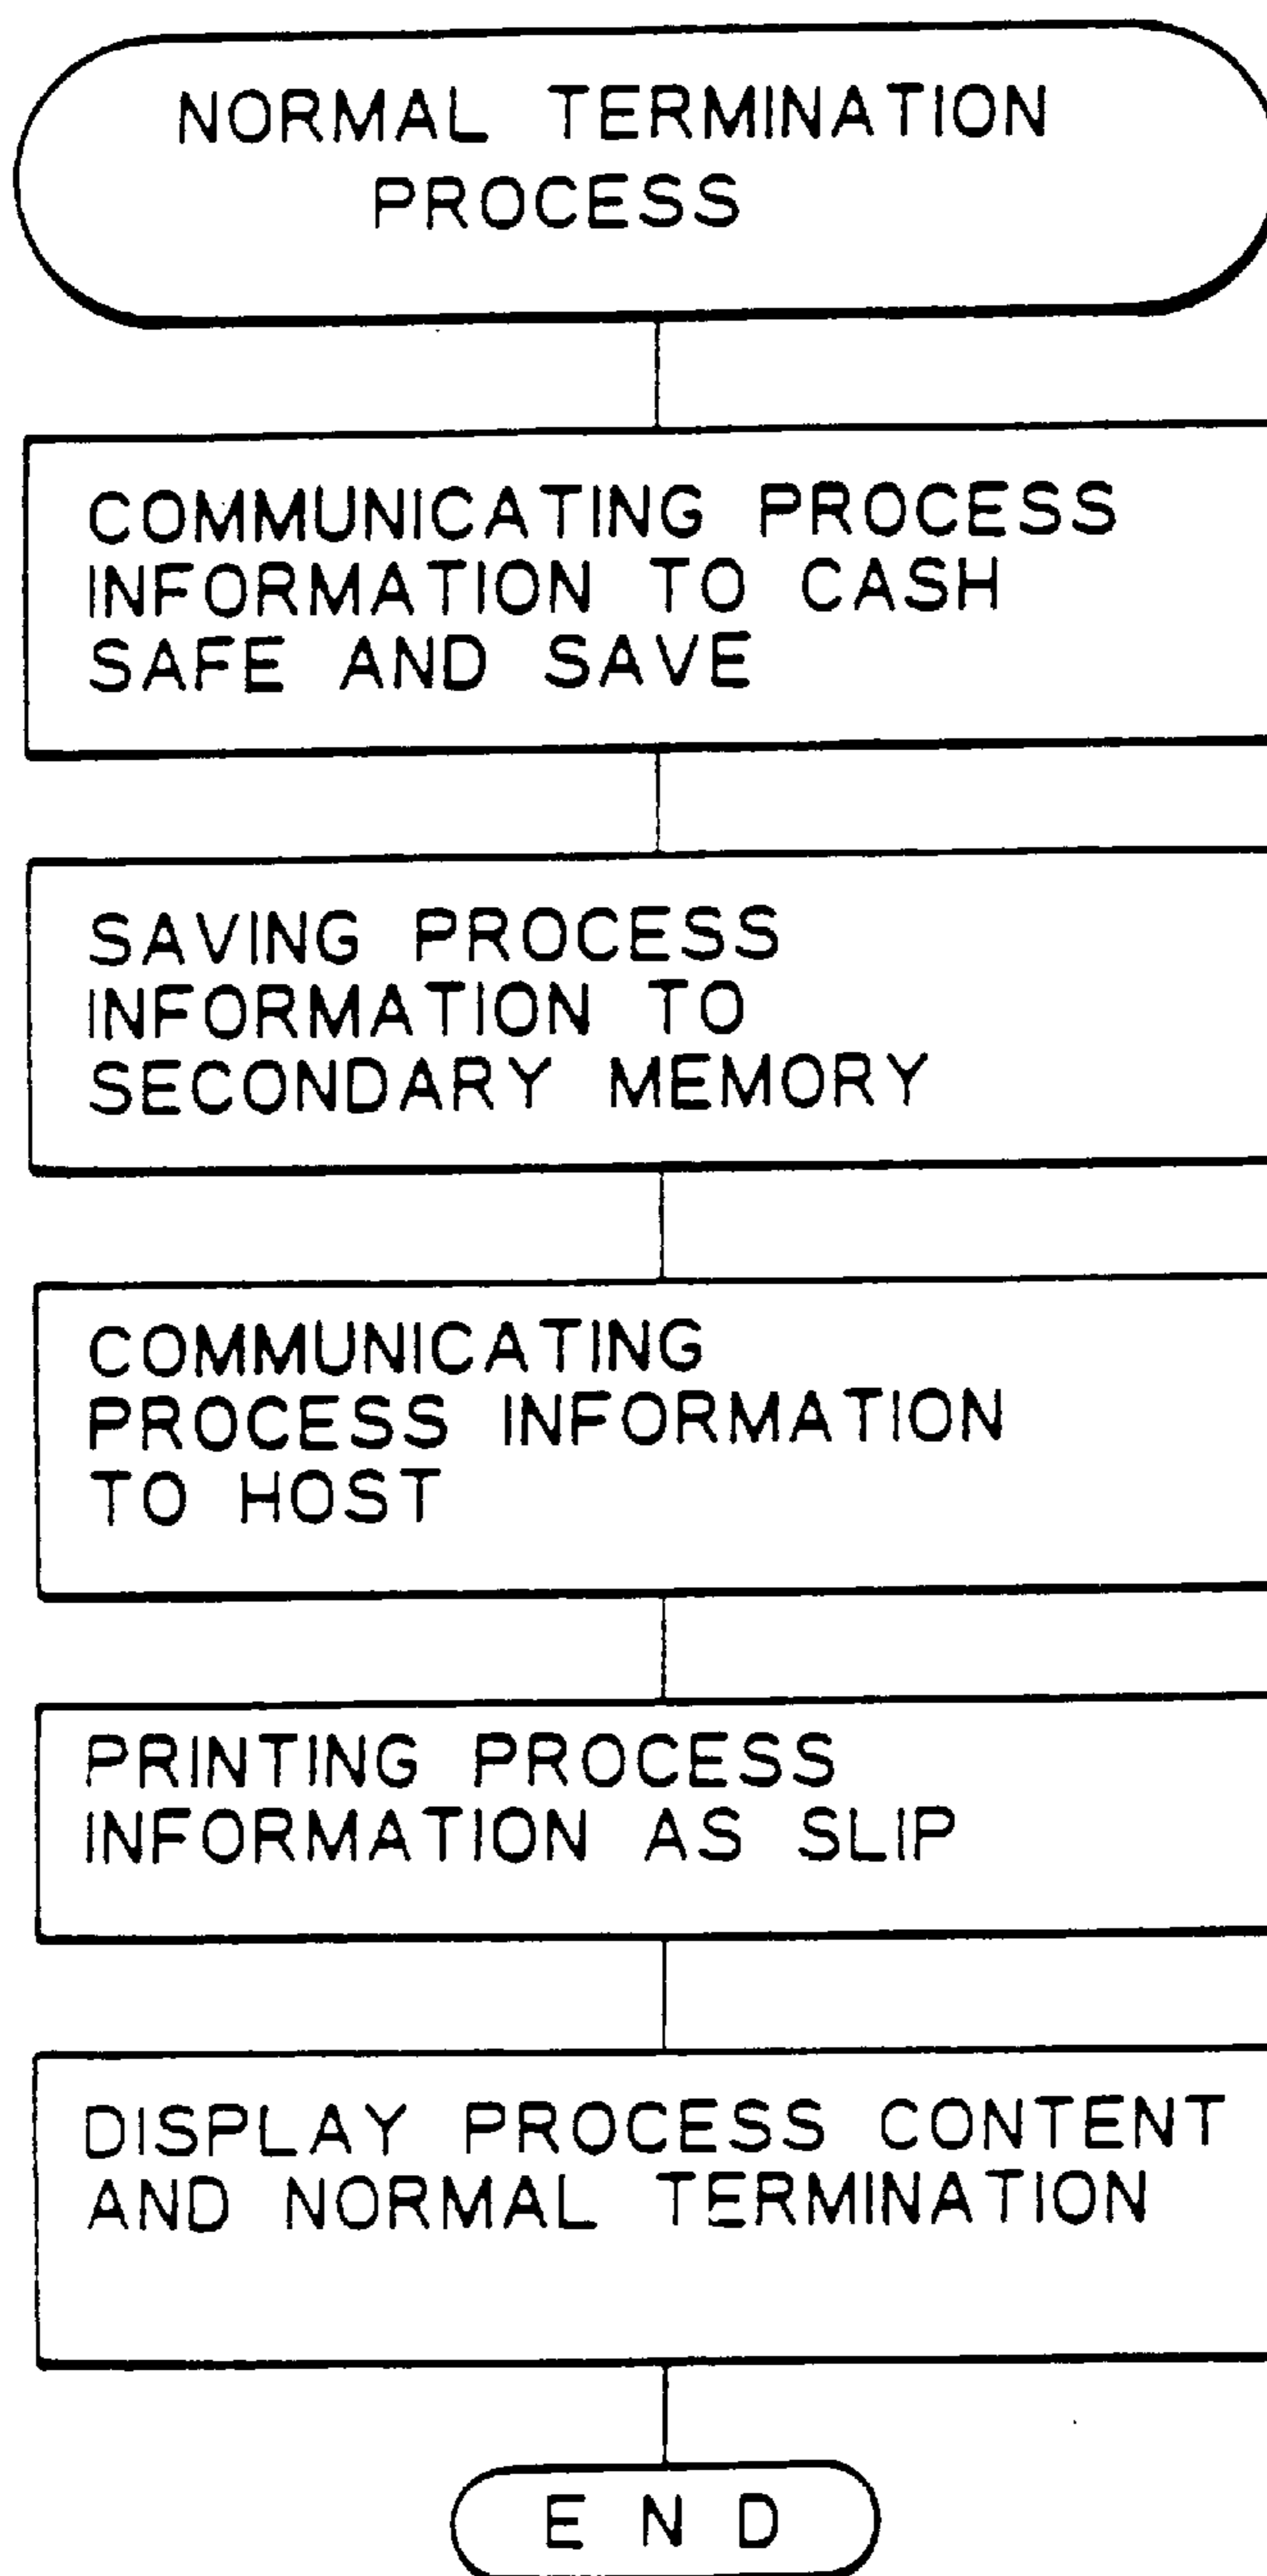 NORMAL TERMINATION
PROCESS
COMMUNICATING PROCESS
INFORMATION TO CASH
SAFE AND SAVE
SAVING PROCESS
INFORMATION TO
SECONDARY MEMORY
COMMUNICATING
PROCESS INFORMATION
TO HOST
PRINTING PROCESS
INFORMATION AS SLIP
DISPLAY PROCESS CONTENT
AND NORMAL TERMINATION
E N D